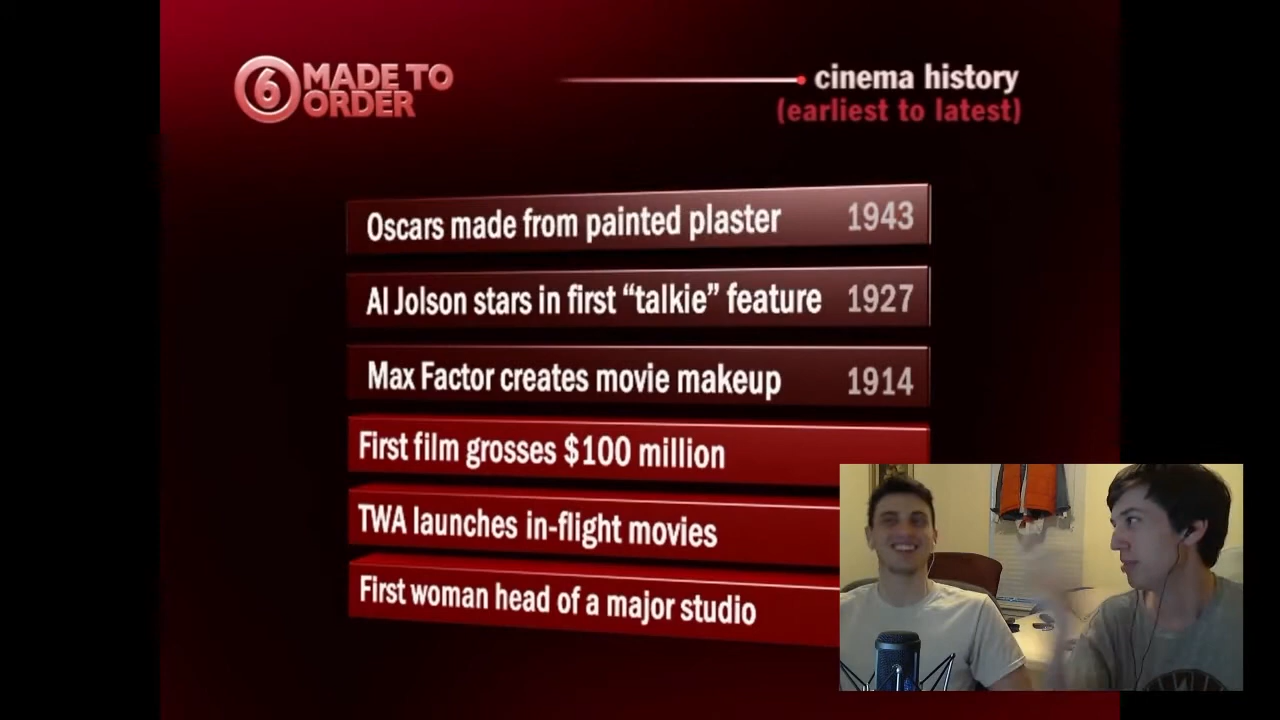 6 MADE TO
ORDER
cinema history
(earliest to latest)
Oscars made from painted plaster 1943
Al Jolson stars in first “talkie” feature 1927
Max Factor creates movie makeup 1914
First film grosses $100 million
TWA launches in-flight movies
First woman head of a major studio